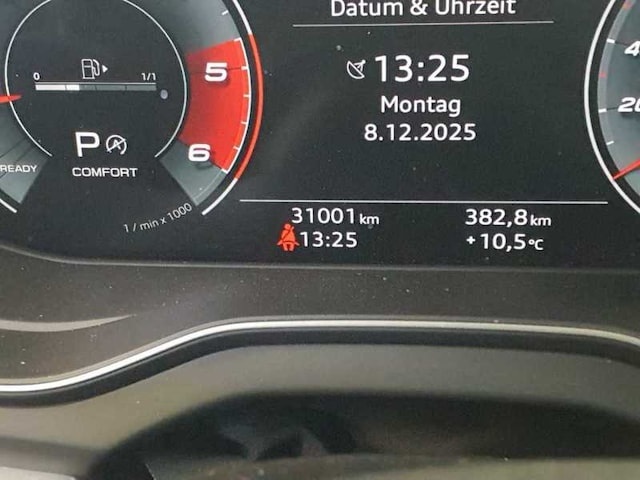 Datum & Uhrzeit
13:25
Montag
8.12.2025
0 1/1
P
COMFORT
READY
5
6
1 / min x 1000
31001 km
13:25
382,8 km
+10,5 °C
20